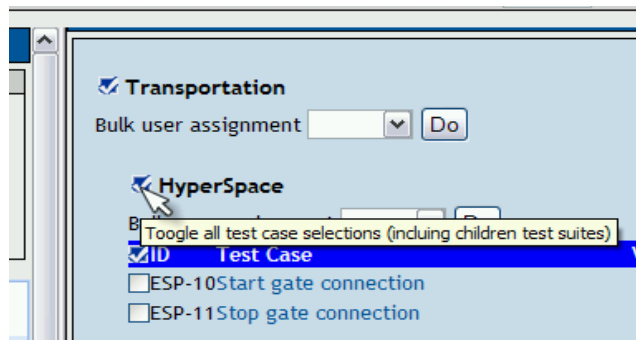 Transportation
Bulk user assignment Do
HyperSpace
Toogle all test case selections (incluing children test suites)
ID Test Case
ESP-10Start gate connection
ESP-11Stop gate connection